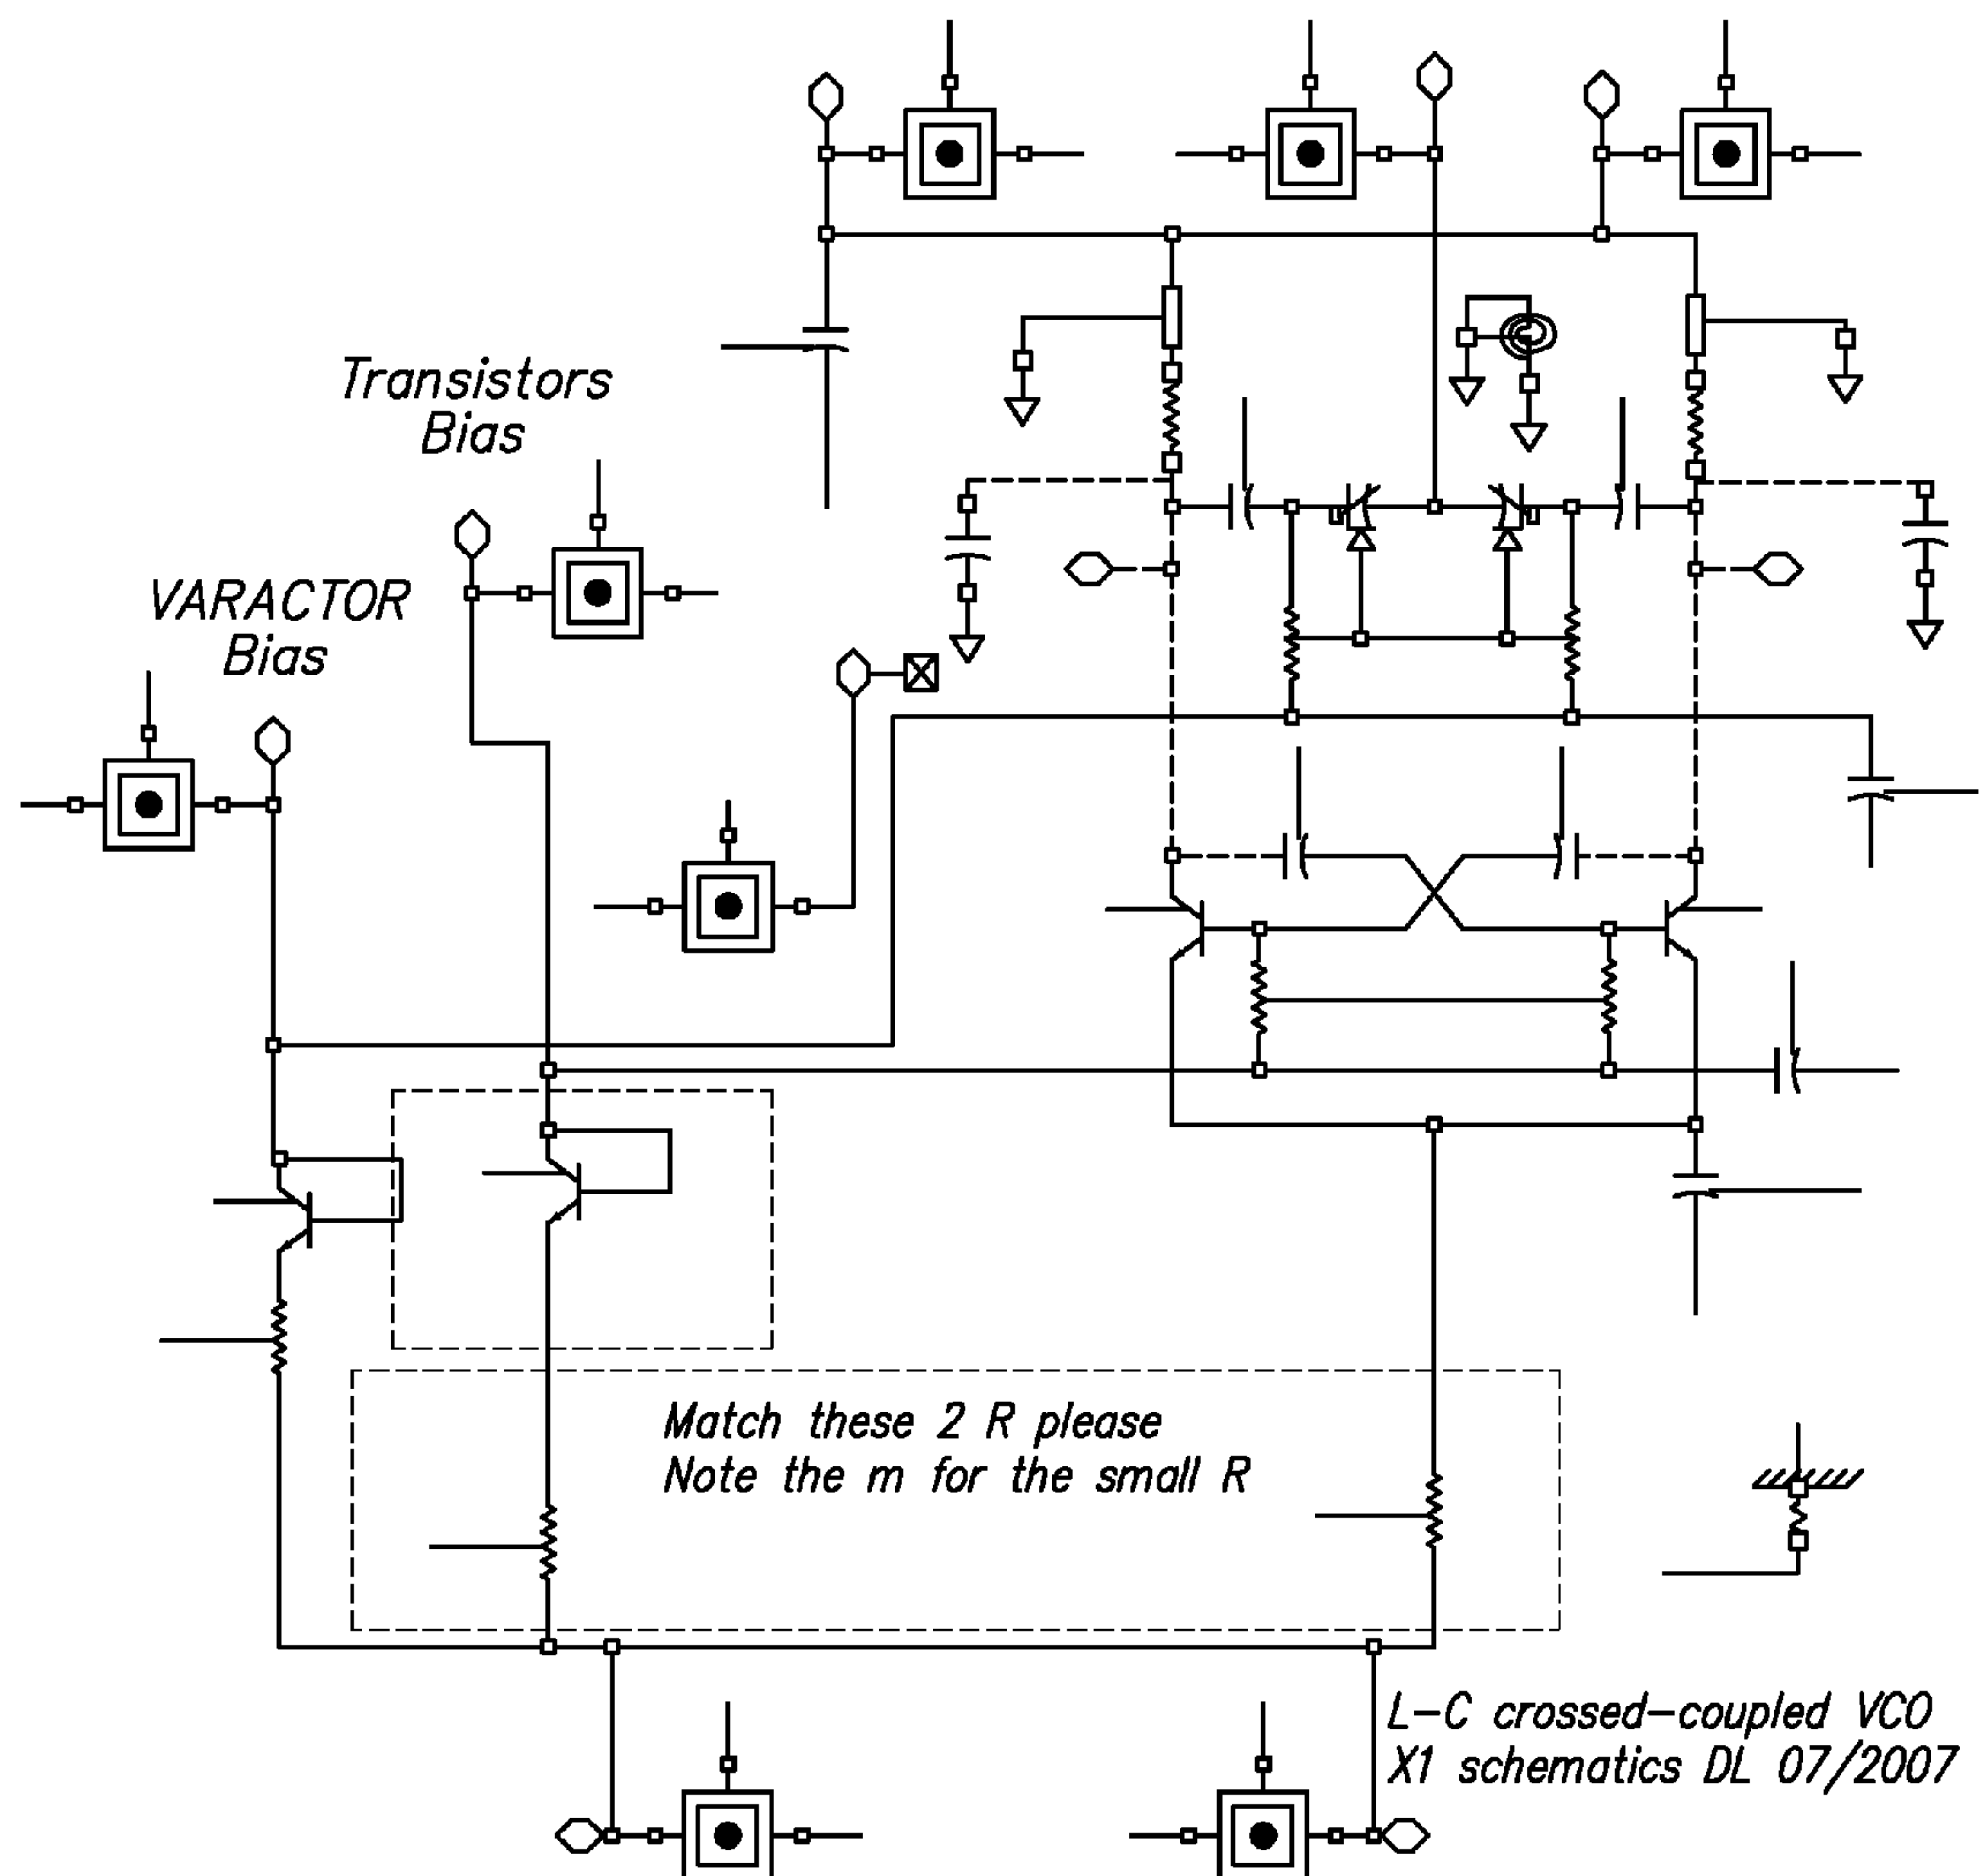 Transistors
Bias
VARACTOR
Bias
Match these 2 R please
Note the m for the small R
L-C crossed-coupled VCO
X1 schematics DL 07/2007